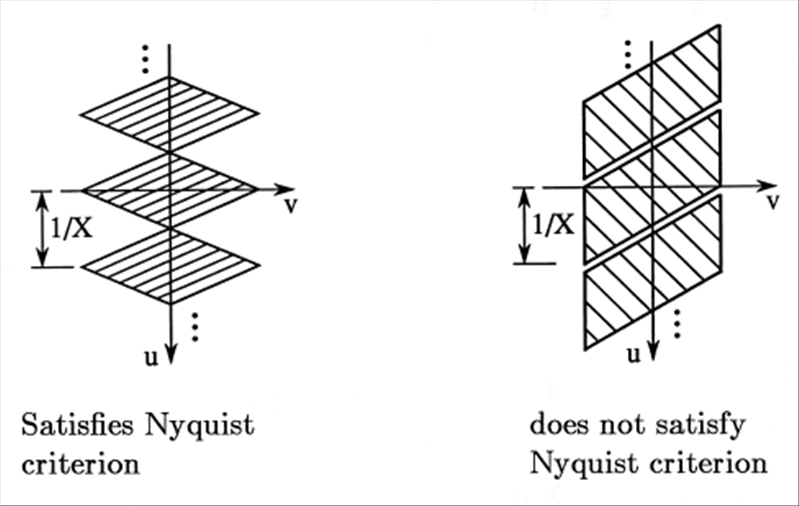 v
1/X
u
Satisfies Nyquist
criterion
v
1/X
u
does not satisfy
Nyquist criterion